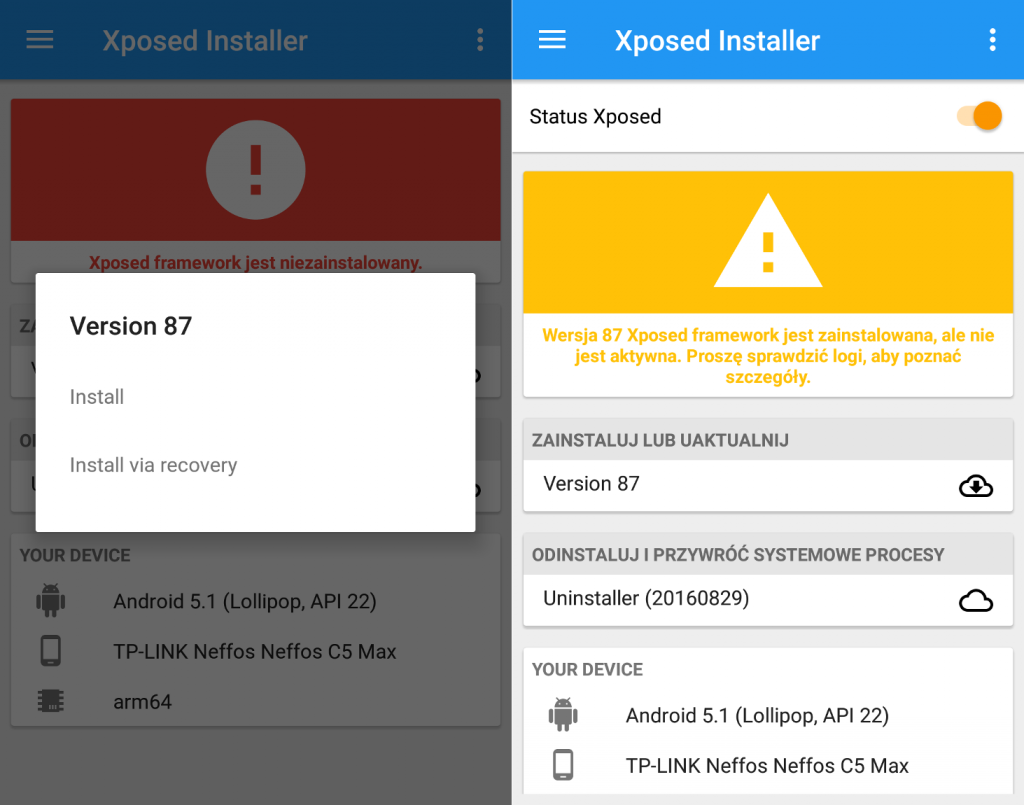 Xposed Installer
Xposed framework jest niezainstalowany.
ZA
Version 87
Install
Install via recovery
YOUR DEVICE
Android 5.1 (Lollipop, API 22)
TP-LINK Neffos Neffos C5 Max
arm64
Xposed Installer
Status Xposed
Wersja 87 Xposed framework jest zainstalowana, ale nie
jest aktywna. Proszę sprawdzić logi, aby poznać
szczegóły.
ZAINSTALUJ LUB UAKTUALNIJ
Version 87
ODINSTALUJ I PRZYWRÓĆ SYSTEMOWE PROCESY
Uninstaller (20160829)
YOUR DEVICE
Android 5.1 (Lollipop, API 22)
TP-LINK Neffos Neffos C5 Max